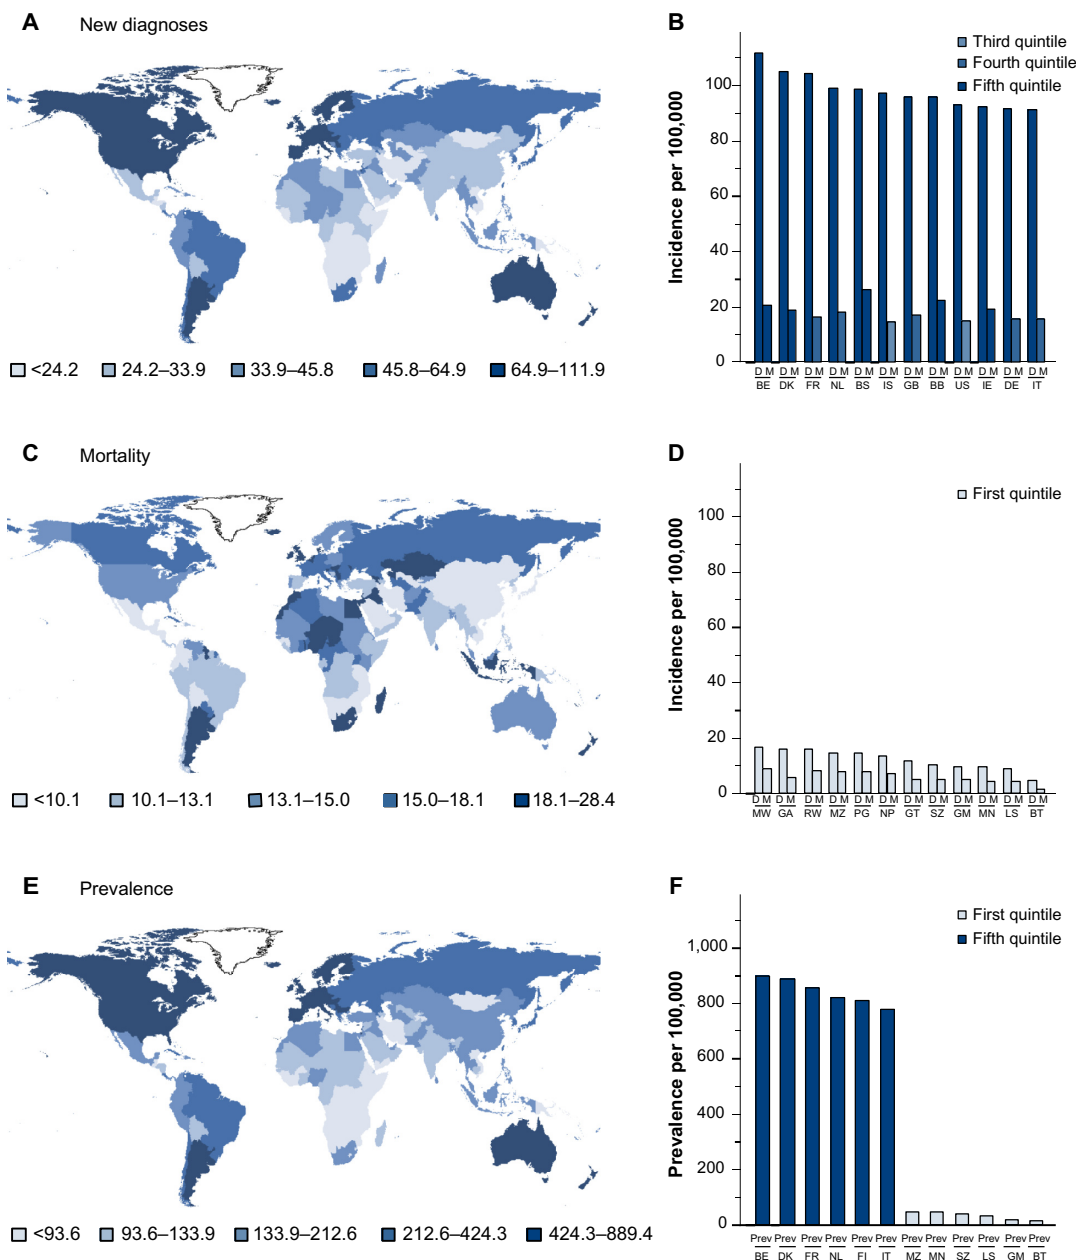 A New diagnoses
<24.2 24.2–33.9 33.9–45.8 45.8–64.9 64.9–111.9
B
Third quintile
Fourth quintile
Fifth quintile
Incidence per 100,000
100
80
60
40
20
0
D M D M D M D M D M D M D M D M D M D M D M D M
BE DK FR NL BS IS GB BB US IE DE IT
C Mortality
<10.1 10.1–13.1 13.1–15.0 15.0–18.1 18.1–28.4
D
First quintile
Incidence per 100,000
100
80
60
40
20
0
D M D M D M D M D M D M D M D M D M D M D M D M
MW GA RW MZ PG NP GT SZ GM MN LS BT
E Prevalence
<93.6 93.6–133.9 133.9–212.6 212.6–424.3 424.3–889.4
F
First quintile
Fifth quintile
Prevalence per 100,000
1,000
800
600
400
200
0
Prev Prev Prev Prev Prev Prev Prev Prev Prev Prev Prev Prev
BE DK FR NL FI IT MZ MN SZ LS GM BT